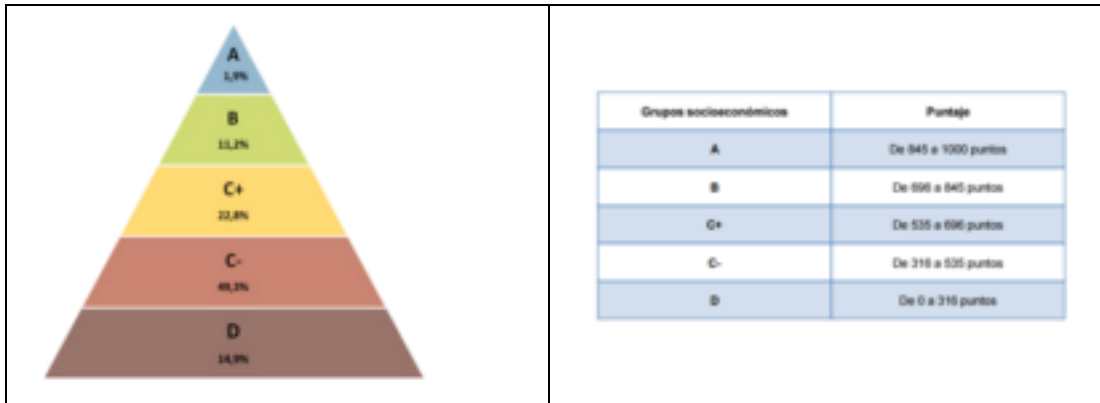 A
1,9%
B
11,2%
C+
22,8%
C-
49,3%
D
14,9%
Grupos socioeconómicos Puntaje
A De 845 a 1000 puntos
B De 696 a 845 puntos
C+ De 535 a 696 puntos
C- De 316 a 535 puntos
D De 0 a 316 puntos